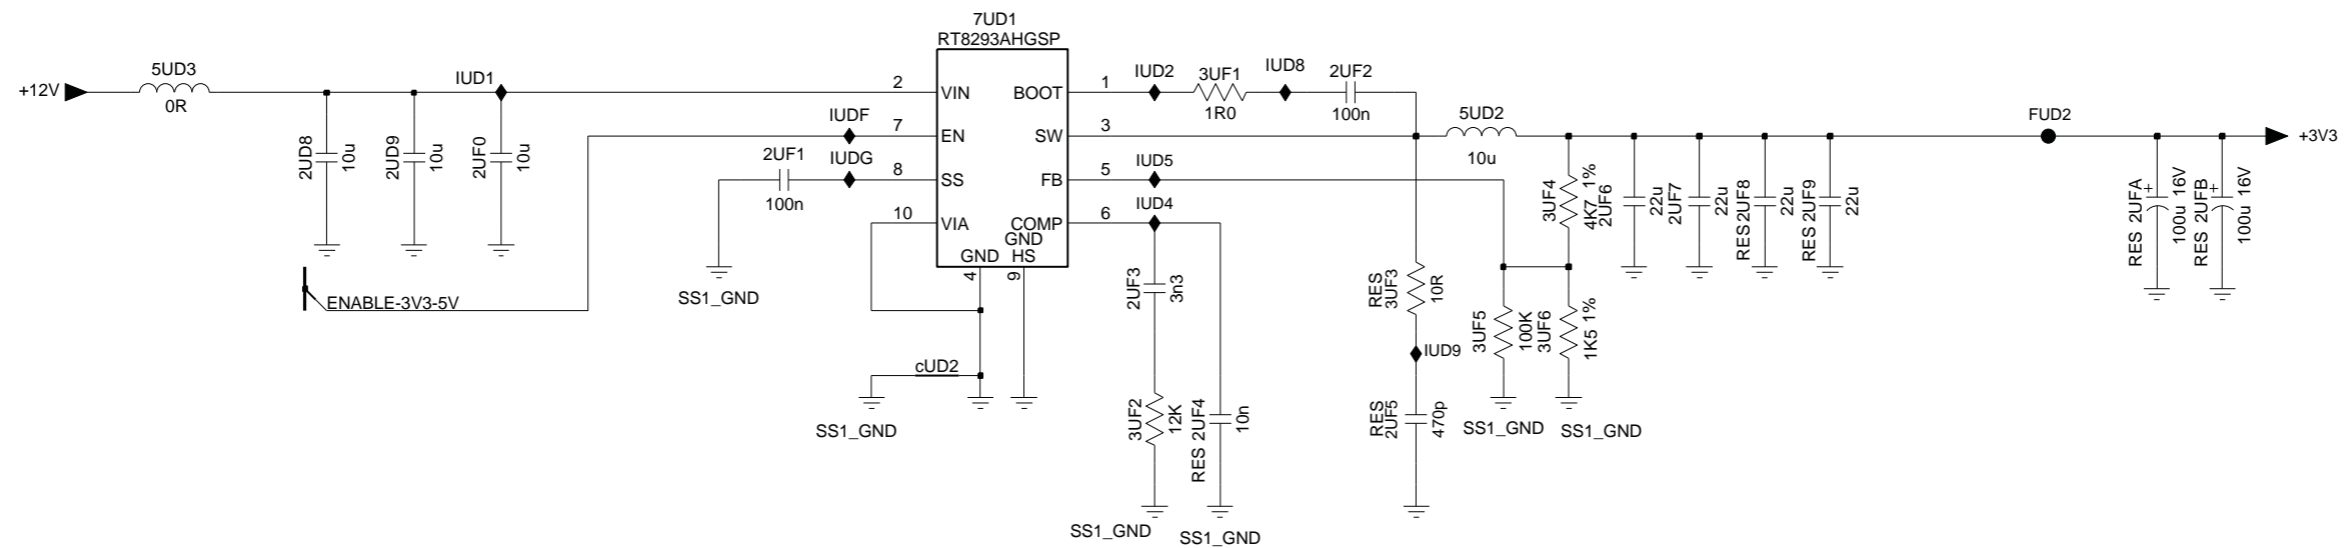 7UD1
RT8293AHGSP
+12V
5UD3
0R
IUD1
2UD8
10u
2UD9
10u
2UF0
10u
ENABLE-3V3-5V
IUDF
2UF1
IUDG
100n
SS1_GND
2
VIN
7
EN
8
SS
10
VIA
BOOT
1
SW
3
FB
5
COMP
6
GND
GND
HS
4
9
cUD2
SS1_GND
IUD2
3UF1
1R0
IUD8
2UF2
100n
IUD5
IUD4
2UF3
3n3
3UF2
12K
SS1_GND
RES 2UF4
10n
SS1_GND
RES
3UF3
10R
IUD9
RES
2UF5
470p
5UD2
10u
3UF4
4K7 1%
3UF5
100K
SS1_GND
3UF6
1K5 1%
SS1_GND
2UF6
22u
2UF7
22u
RES 2UF8
22u
RES 2UF9
22u
FUD2
RES 2UFA
+
100u 16V
RES 2UFB
+
100u 16V
+3V3